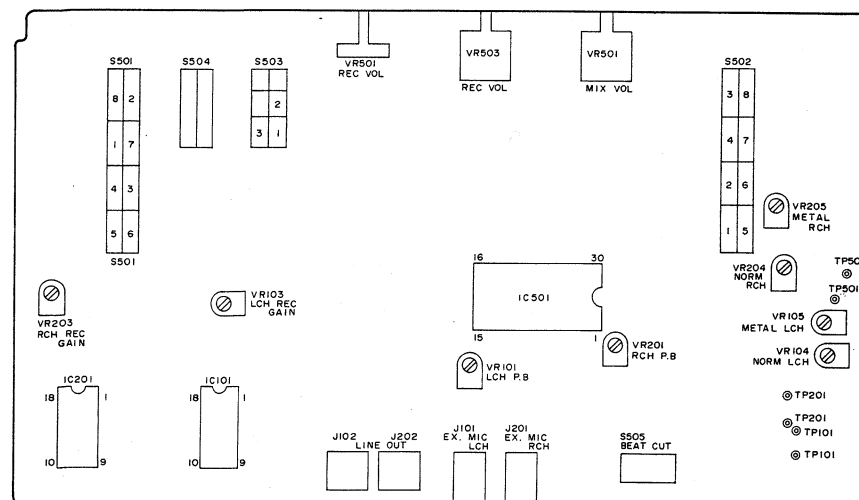 S501
S504
S503
VR501
REC VOL
VR503
REC VOL
VR501
MIX VOL
S502
8 2
1 7
4 3
5 6
S501
2
3 1
3 8
4 7
2 6
1 5
VR205
METAL
RCH
VR204
NORM
RCH
TP50
TP501
VR105
METAL LCH
VR104
NORM LCH
16 30
IC501
15 1
VR203
RCH REC
GAIN
VR103
LCH REC
GAIN
VR101
LCH P.B
VR201
RCH P.B
IC201
18 1
10 9
IC101
18 1
10 9
J102 J202
LINE OUT
J101
EX. MIC
LCH
J201
EX. MIC
RCH
S505
BEAT CUT
TP201
TP201
TP101
TP101